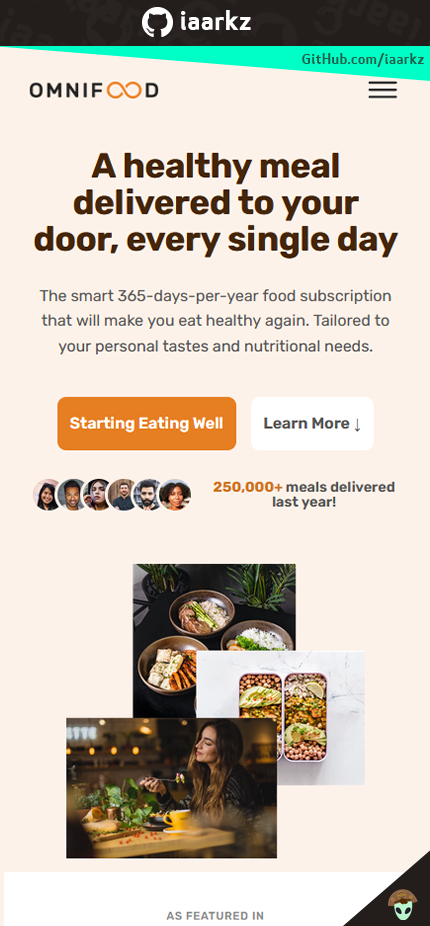 iaarkz
GitHub.com/iaarkz
OMNIFOOD
A healthy meal
delivered to your
door, every single day
The smart 365-days-per-year food subscription
that will make you eat healthy again. Tailored to
your personal tastes and nutritional needs.
Starting Eating Well
Learn More ↓
250,000+ meals delivered
last year!
AS FEATURED IN